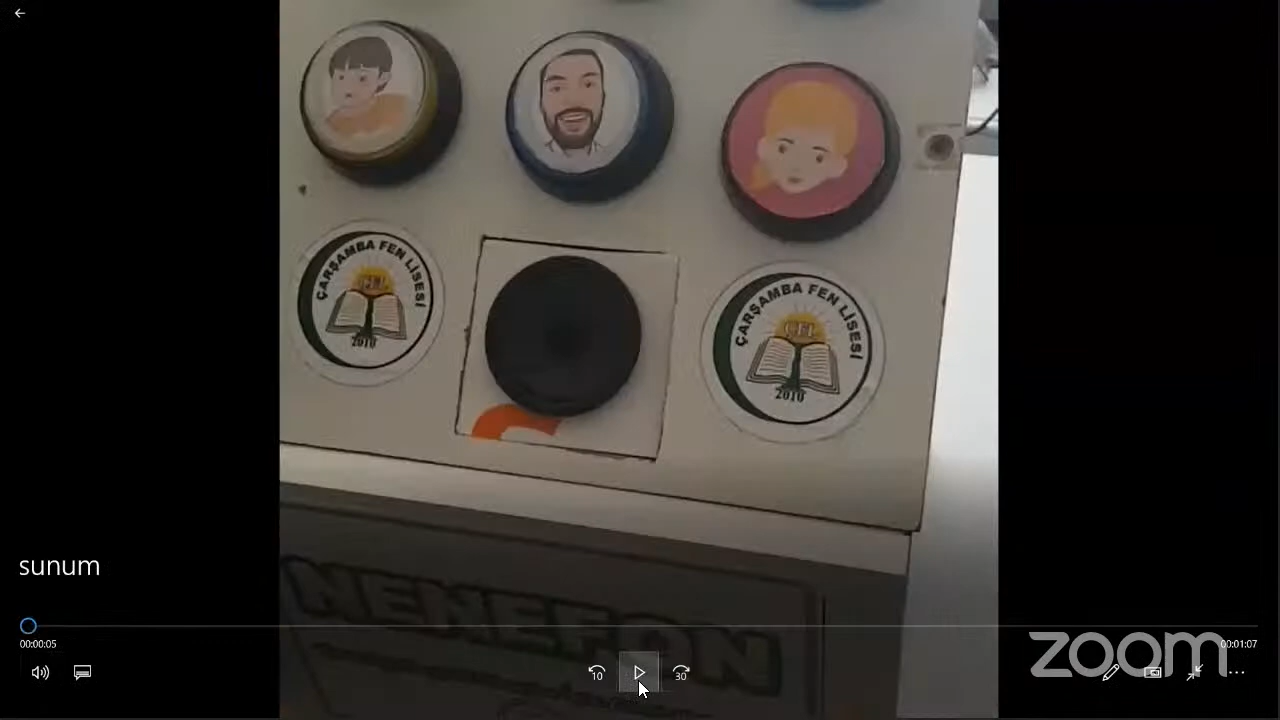 ÇARŞAMBA FEN LİSESİ
ÇFL
2010
ÇARŞAMBA FEN LİSESİ
ÇFL
2010
NENEFON
sunum
00:00:05
00:01:07
10
30
zoom